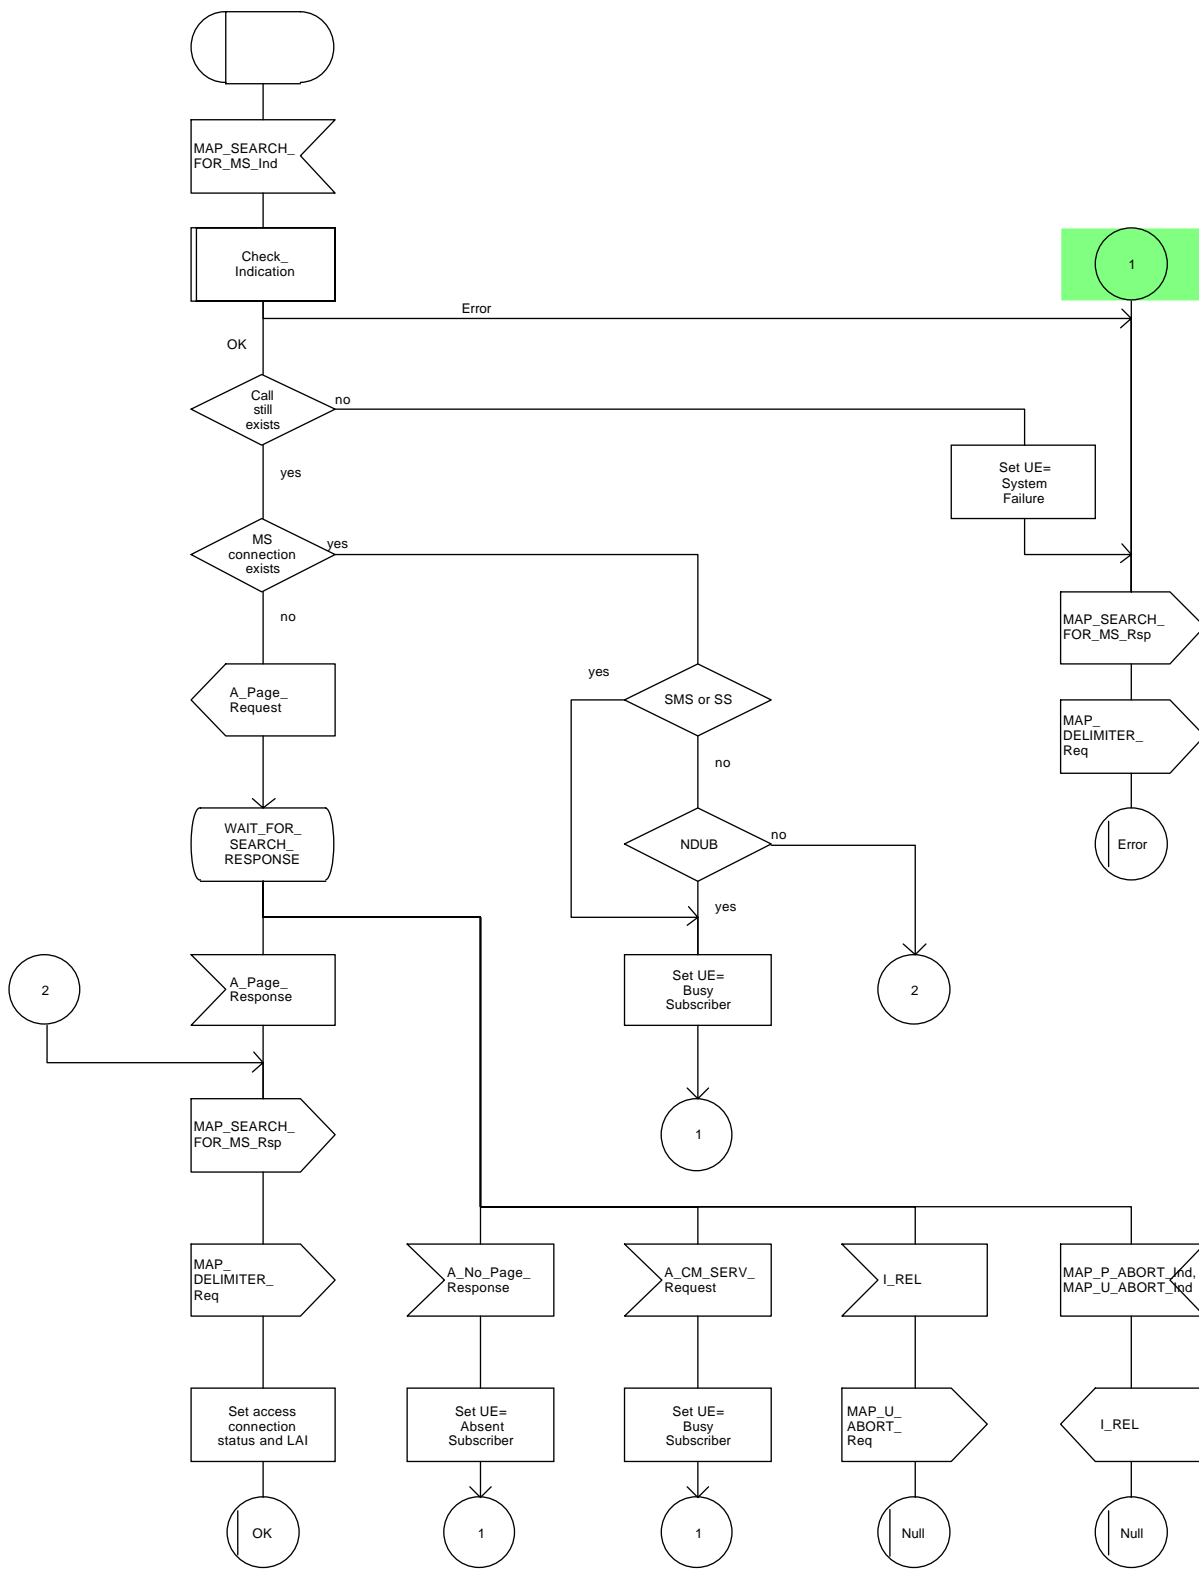 MAP_SEARCH_
FOR_MS_Ind
Check_
Indication
1
Error
OK
Call
still
exists
no
Set UE=
System
Failure
yes
MS
connection
exists
yes
no
MAP_SEARCH_
FOR_MS_Rsp
A_Page_
Request
yes
SMS or SS
no
MAP_
DELIMITER_
Req
WAIT_FOR_
SEARCH_
RESPONSE
NDUB
no
Error
yes
2
A_Page_
Response
Set UE=
Busy
Subscriber
2
MAP_SEARCH_
FOR_MS_Rsp
1
MAP_
DELIMITER_
Req
A_No_Page_
Response
A_CM_SERV_
Request
I_REL
MAP_P_ABORT_Ind,
MAP_U_ABORT_Ind
Set access
connection
status and LAI
Set UE=
Absent
Subscriber
Set UE=
Busy
Subscriber
MAP_U_
ABORT_
Req
I_REL
OK
1
1
Null
Null